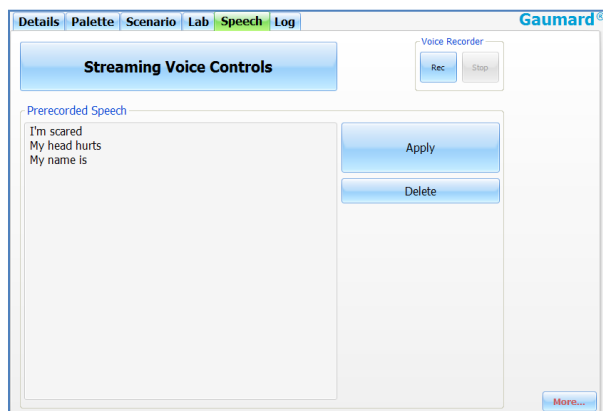 Details Palette Scenario Lab Speech Log
Gaumard®
Streaming Voice Controls
Voice Recorder
Rec Stop
Prerecorded Speech
I'm scared
My head hurts
My name is
Apply
Delete
More...